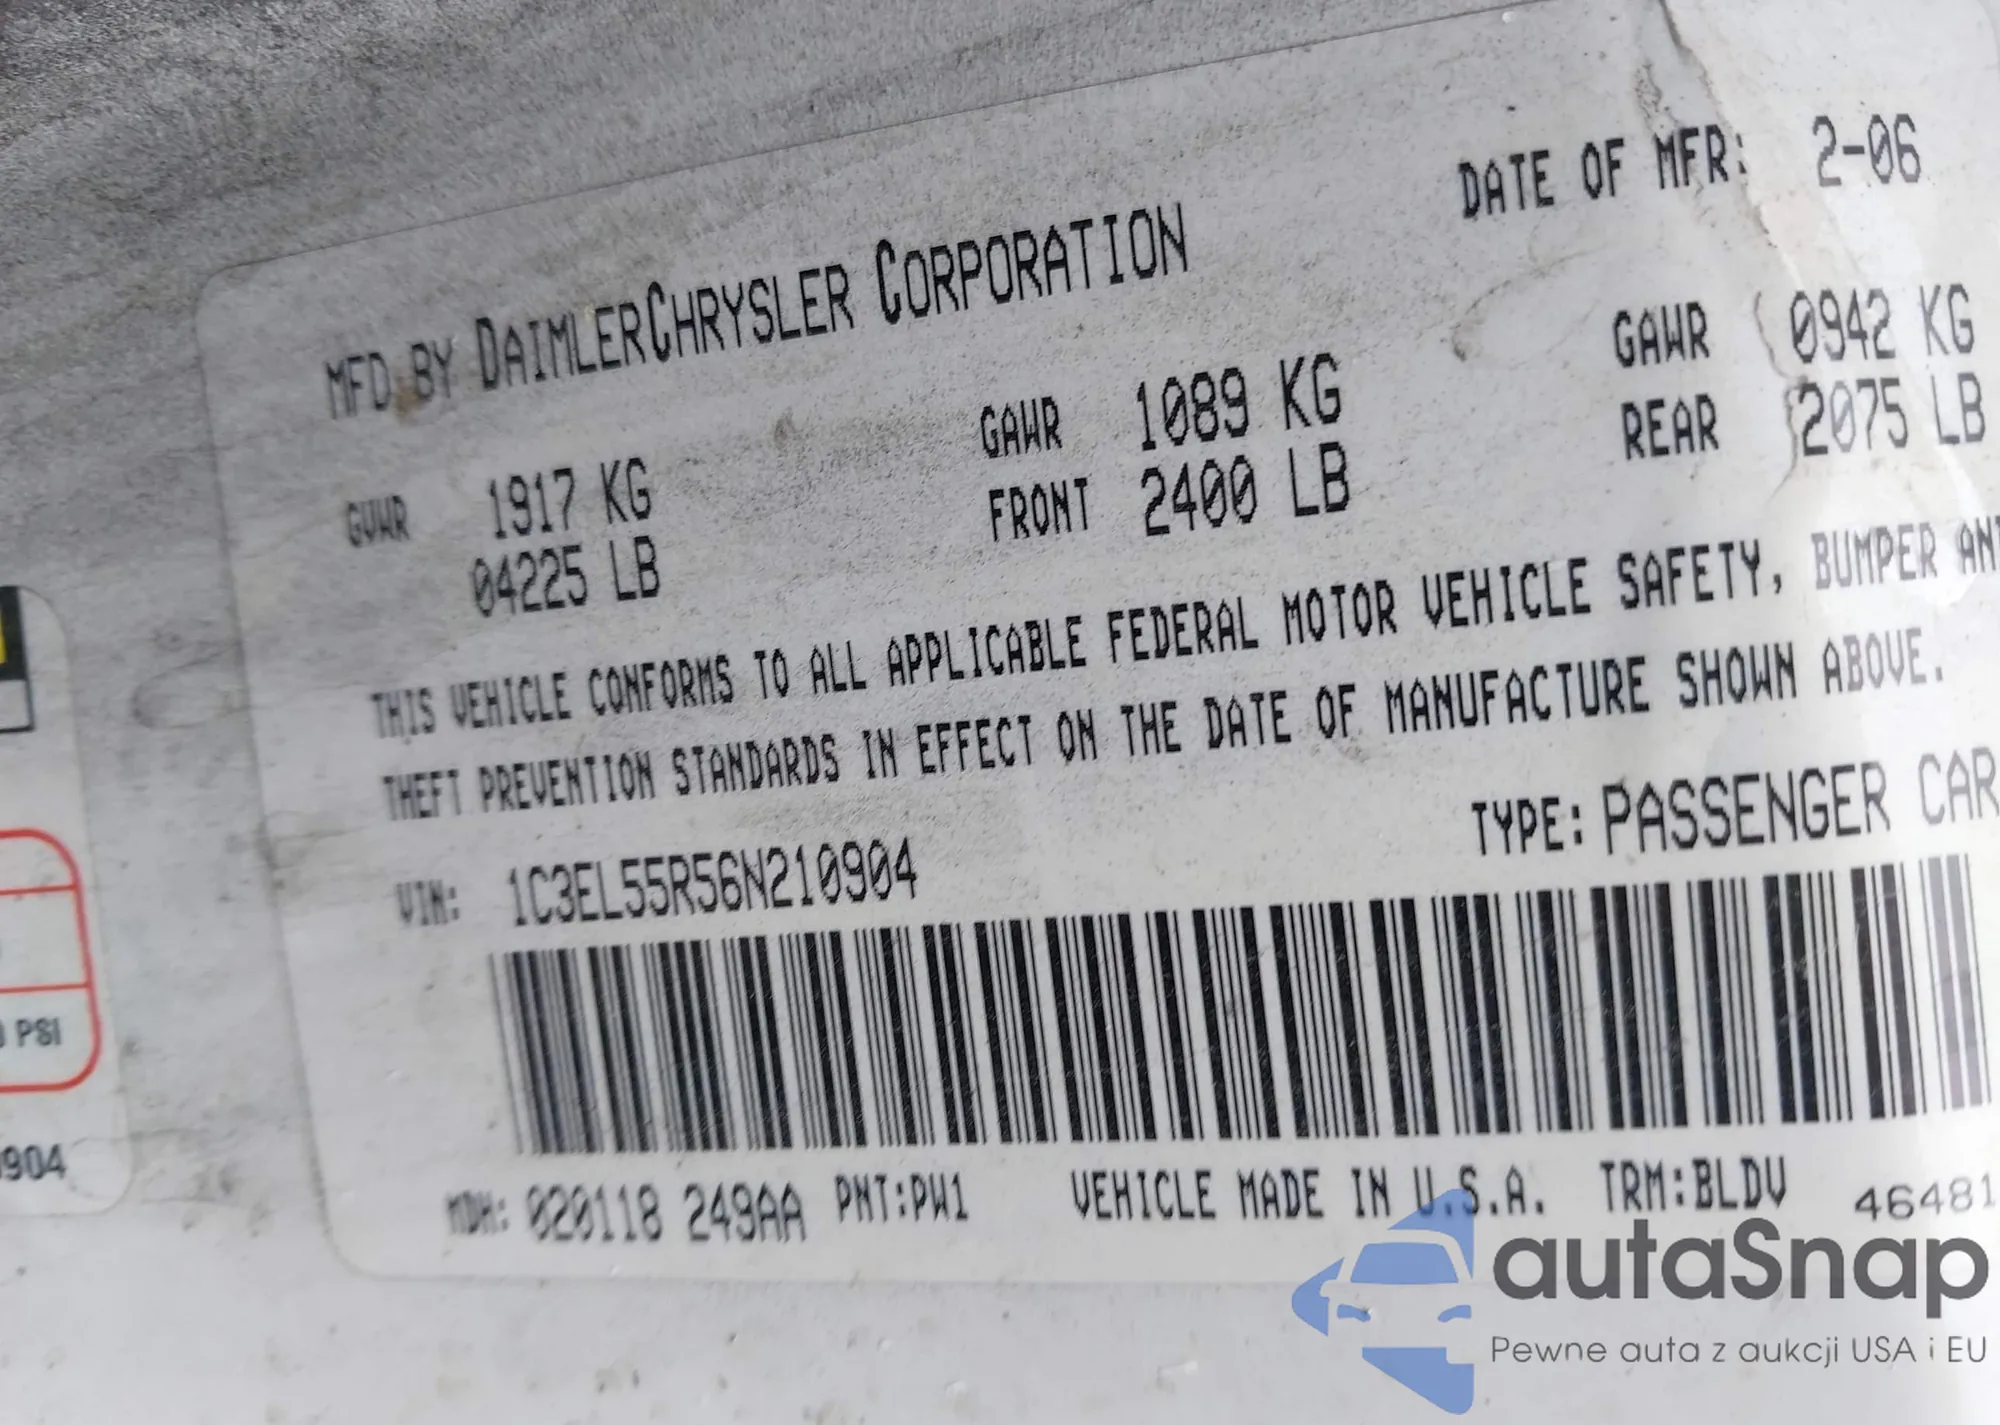 DATE OF MFR: 2-06
MFD BY DAIMLERCHRYSLER CORPORATION
GVWR 1917 KG GAWR 1089 KG GAWR 0942 KG
04225 LB FRONT 2400 LB REAR 2075 LB
THIS VEHICLE CONFORMS TO ALL APPLICABLE FEDERAL MOTOR VEHICLE SAFETY, BUMPER AN
THEFT PREVENTION STANDARDS IN EFFECT ON THE DATE OF MANUFACTURE SHOWN ABOVE.
VIN: 1C3EL55R56N210904 TYPE: PASSENGER CAR
PSI
904
MDH: 020118 249AA PNT:PW1 VEHICLE MADE IN U.S.A. TRM:BLDV 46481
autaSnap
Pewne auta z aukcji USA i EU